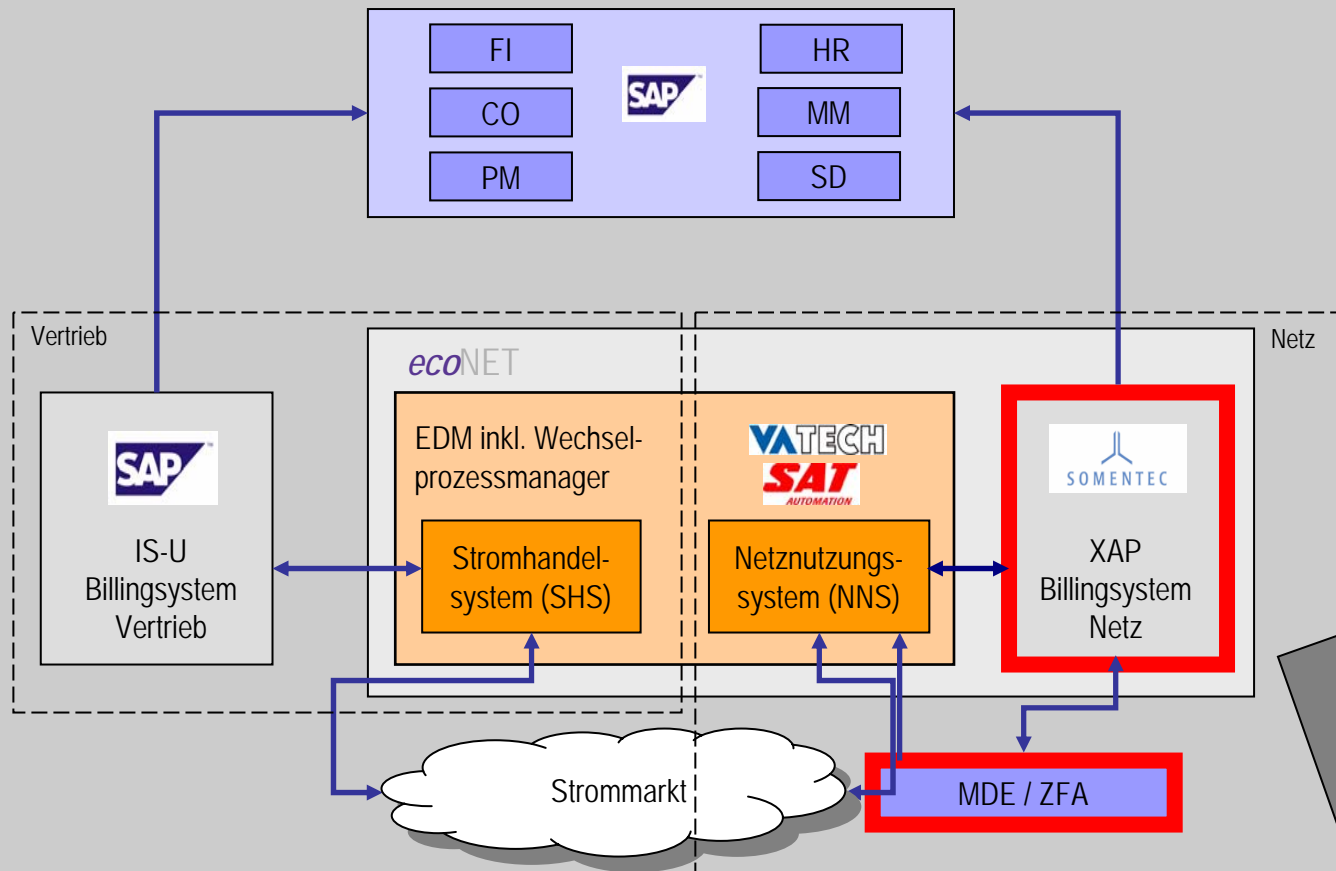 FI
HR
SAP
CO
MM
PM
SD
Vertrieb
Netz
ecoNET
EDM inkl. Wechsel-
prozessmanager
VATECH
SAT
AUTOMATION
SAP
SOMENTEC
IS-U
Billingsystem
Vertrieb
Stromhandel-
system (SHS)
Netznutzungs-
system (NNS)
XAP
Billingsystem
Netz
Strommarkt
MDE / ZFA